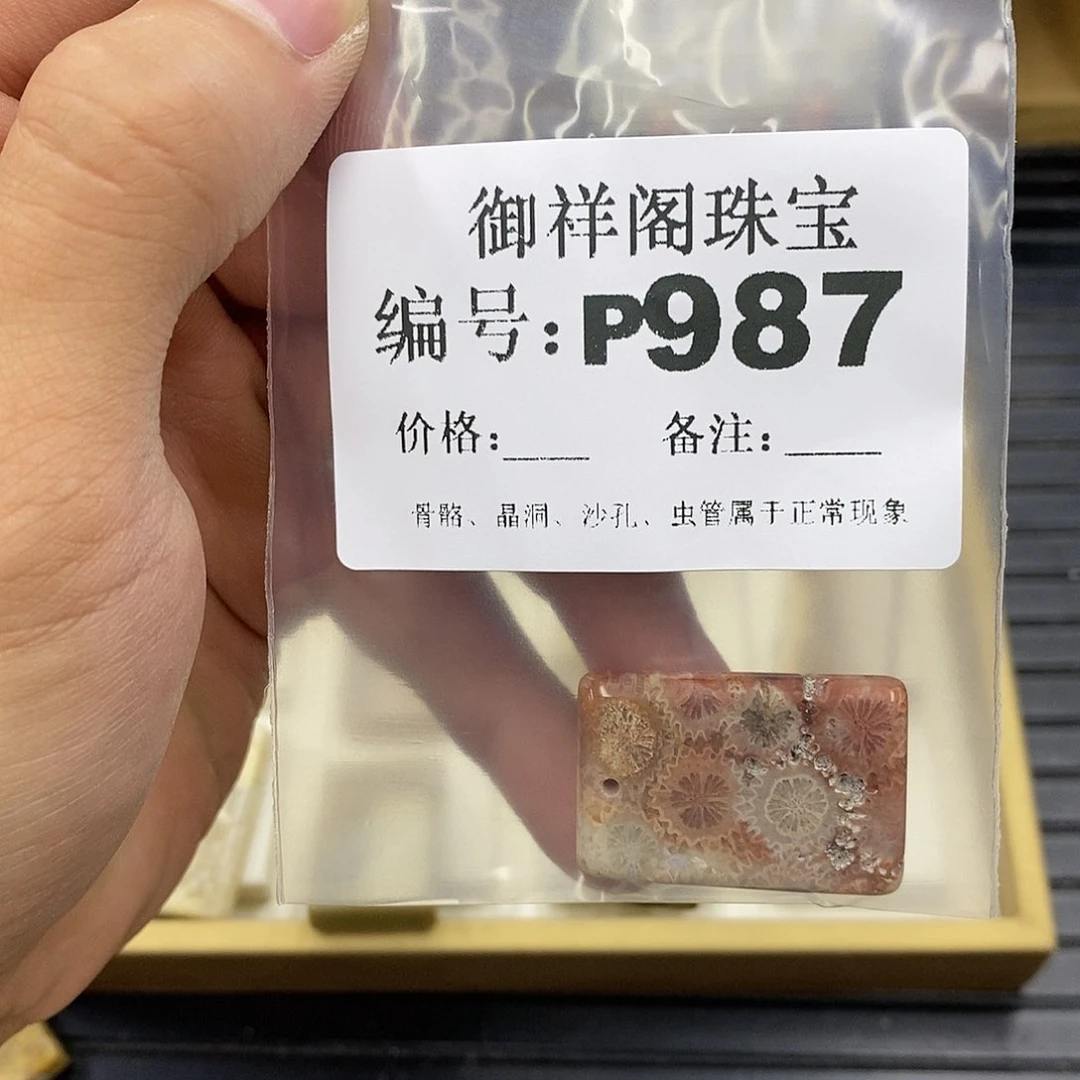 御祥阁珠宝
编号:P987
价格:____ 备注:____
骨骼、晶洞、沙孔、虫管属于正常现象